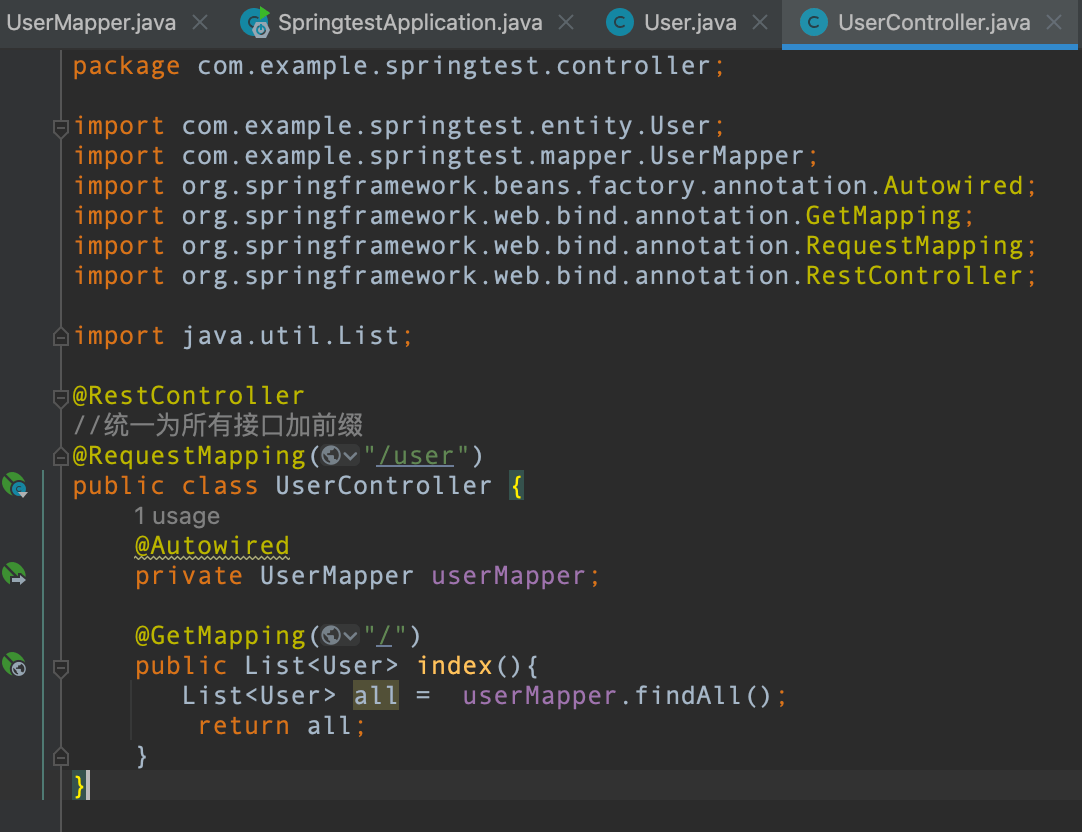 UserMapper.java SpringtestApplication.java User.java UserController.java
package com.example.springtest.controller;
import com.example.springtest.entity.User;
import com.example.springtest.mapper.UserMapper;
import org.springframework.beans.factory.annotation.Autowired;
import org.springframework.web.bind.annotation.GetMapping;
import org.springframework.web.bind.annotation.RequestMapping;
import org.springframework.web.bind.annotation.RestController;
import java.util.List;
@RestController
//统一为所有接口加前缀
@RequestMapping("/user")
public class UserController {
1 usage
@Autowired
private UserMapper userMapper;
@GetMapping("/")
public List<User> index(){
List<User> all =  userMapper.findAll();
return all;
}
}